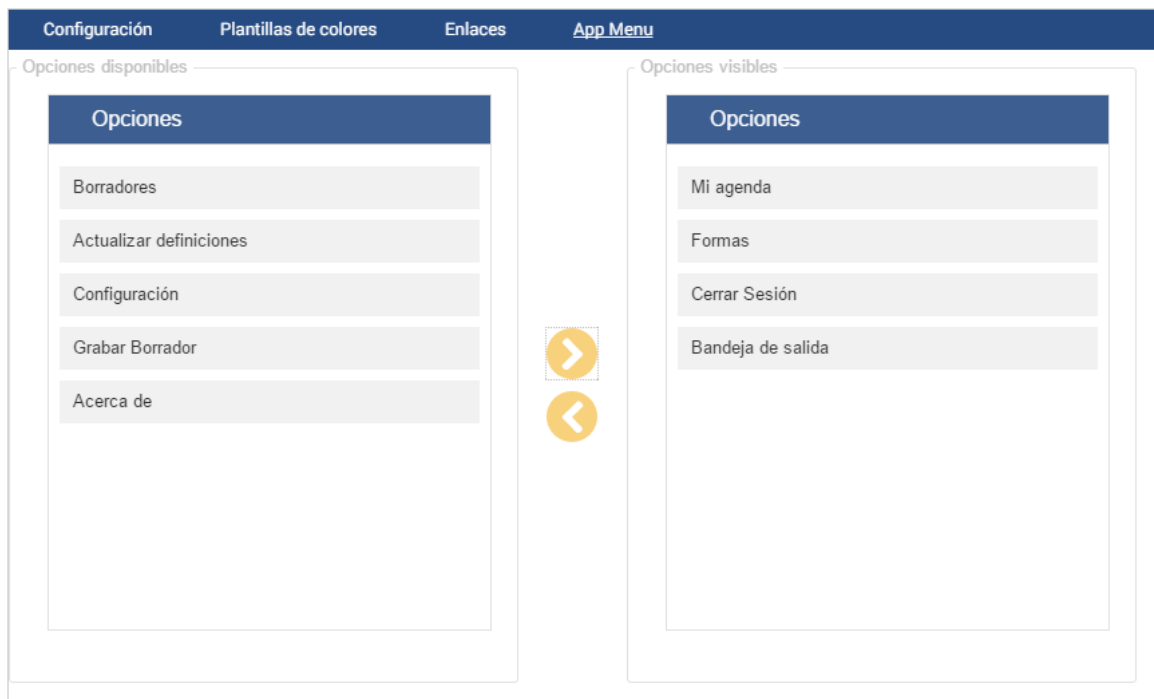 Configuración Plantillas de colores Enlaces App Menu
Opciones disponibles
Opciones
Borradores
Actualizar definiciones
Configuración
Grabar Borrador
Acerca de
Opciones visibles
Opciones
Mi agenda
Formas
Cerrar Sesión
Bandeja de salida